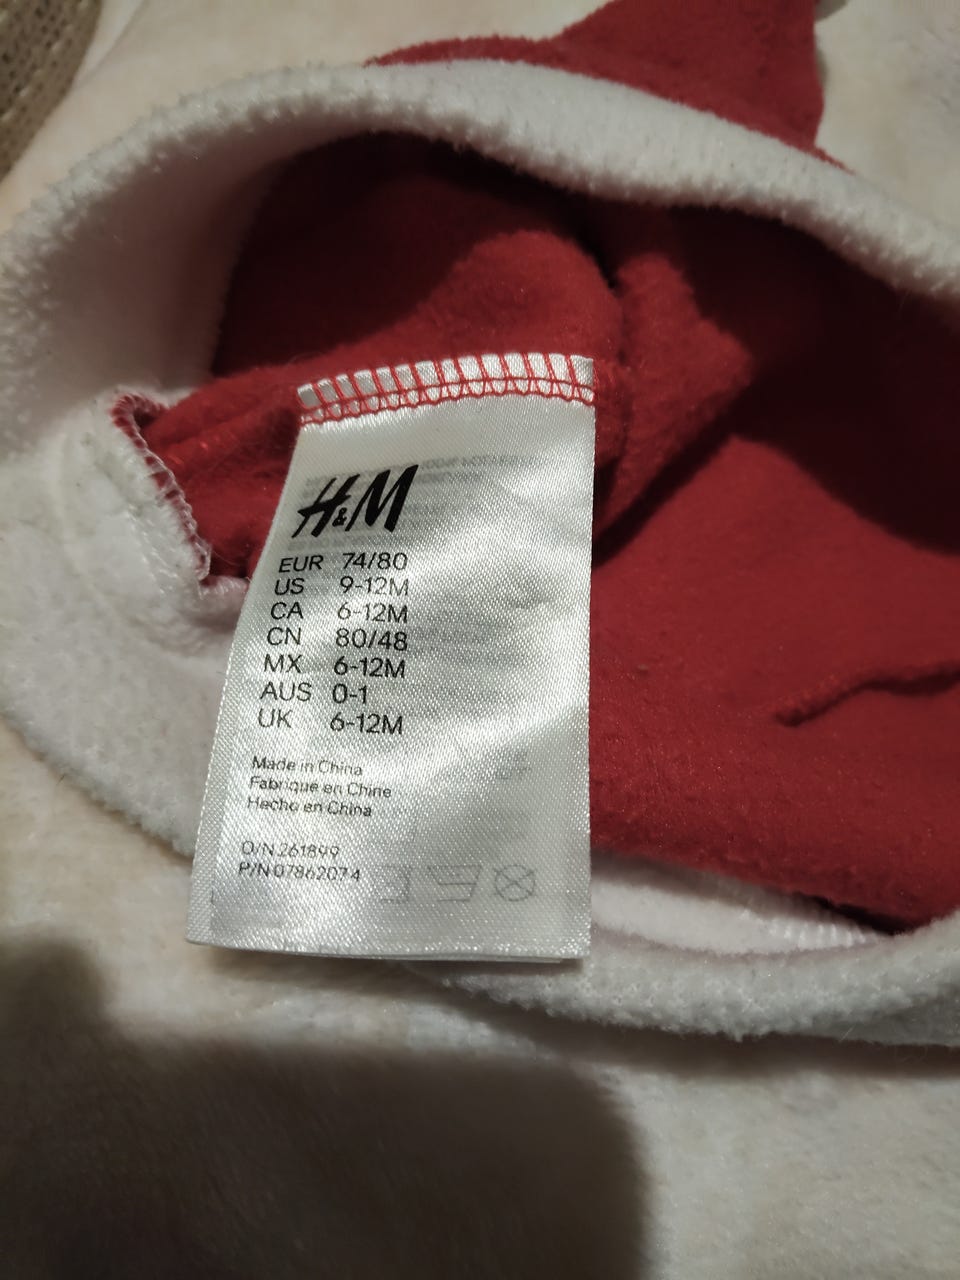 H&M
EUR 74/80
US 9-12M
CA 6-12M
CN 80/48
MX 6-12M
AUS 0-1
UK 6-12M
Made in China
Fabriqué en Chine
Hecho en China
O/N 261899
P/N 07862074